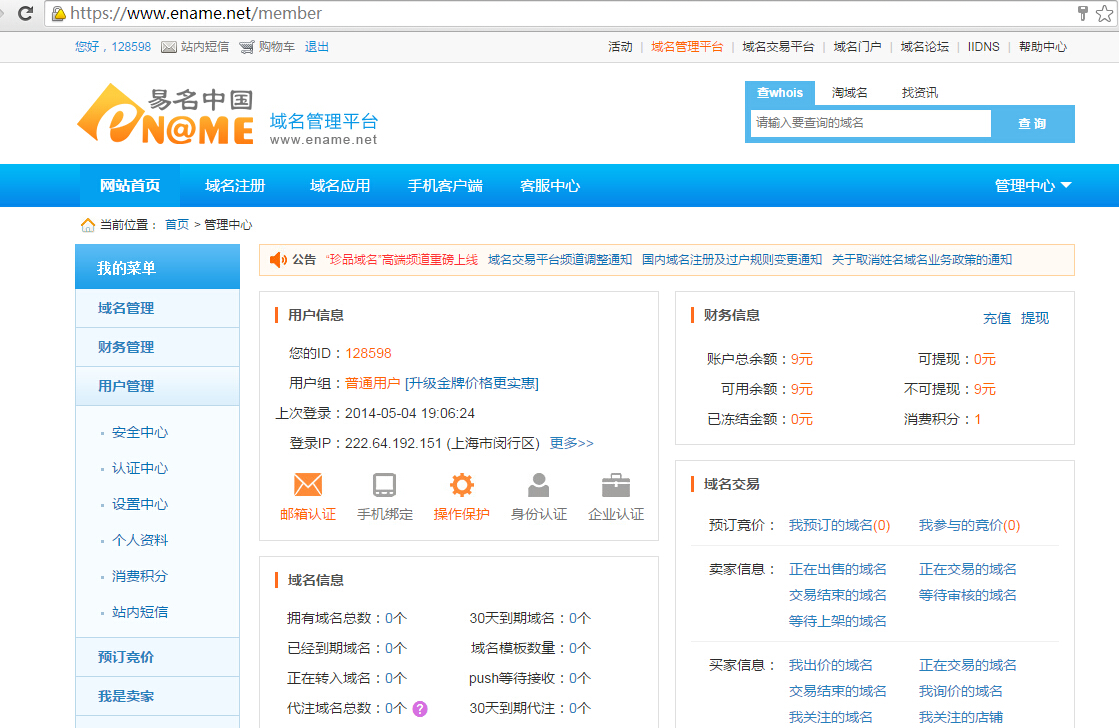 https://www.ename.net/member
您好，128598 站内短信 购物车 退出 活动 | 域名管理平台 | 域名交易平台 | 域名门户 | 域名论坛 | IIDNS | 帮助中心
易名中国
eN@ME
域名管理平台
www.ename.net
查whois 淘域名 找资讯
请输入要查询的域名 查 询
网站首页 域名注册 域名应用 手机客户端 客服中心 管理中心
当前位置： 首页 > 管理中心
我的菜单
域名管理
财务管理
用户管理
安全中心
认证中心
设置中心
个人资料
消费积分
站内短信
预订竞价
我是卖家
公告 “珍品域名”高端频道重磅上线 域名交易平台频道调整通知 国内域名注册及过户规则变更通知 关于取消姓名域名业务政策的通知
用户信息
您的ID：128598
用户组：普通用户 [升级金牌价格更实惠]
上次登录：2014-05-04 19:06:24
登录IP：222.64.192.151 (上海市闵行区) 更多>>
邮箱认证 手机绑定 操作保护 身份认证 企业认证
域名信息
拥有域名总数：0个 30天到期域名：0个
已经到期域名：0个 域名模板数量：0个
正在转入域名：0个 push等待接收：0个
代注域名总数：0个 ? 30天到期代注：0个
财务信息 充值 提现
账户总余额：9元 可提现：0元
可用余额：9元 不可提现：9元
已冻结金额：0元 消费积分：1
域名交易
预订竞价： 我预订的域名(0) 我参与的竞价(0)
卖家信息： 正在出售的域名 正在交易的域名
交易结束的域名 等待审核的域名
等待上架的域名
买家信息： 我出价的域名 正在交易的域名
交易结束的域名 我询价的域名
我关注的域名 我关注的店铺